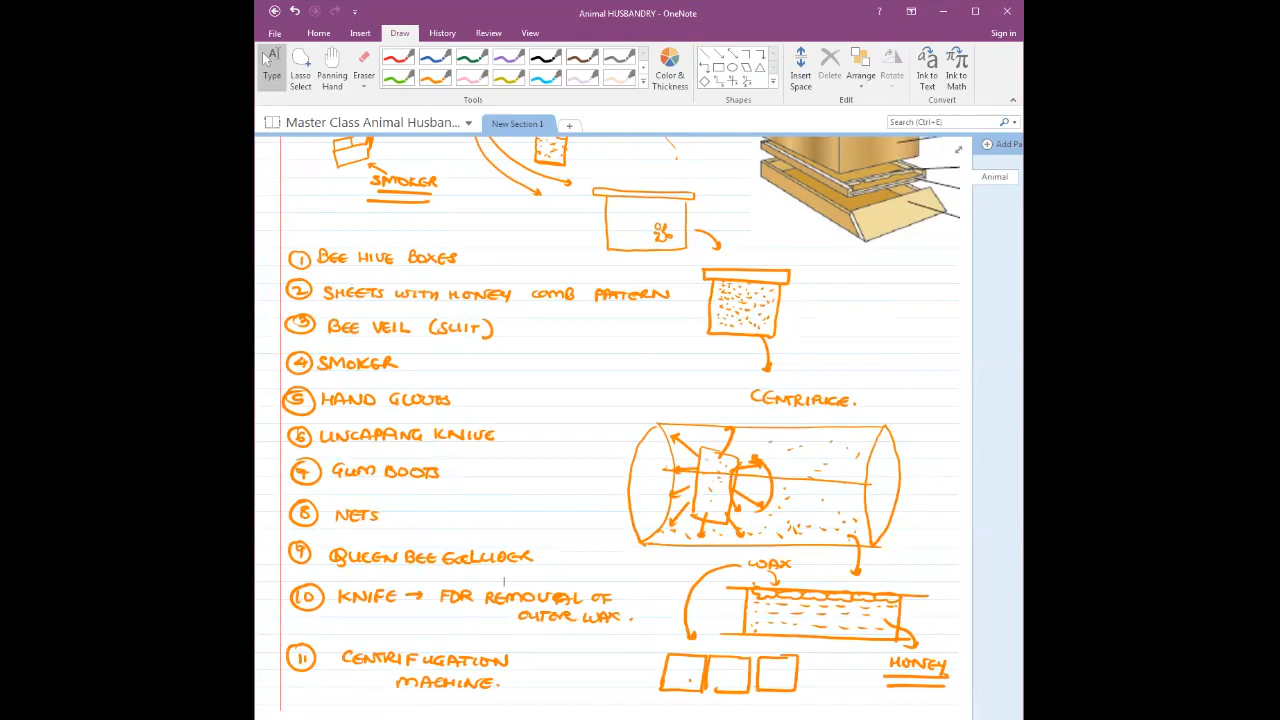 Animal HUSBANDRY - OneNote
? 
File Home Insert Draw History Review View Sign in
Type
Lasso Select
Panning Hand
Eraser
Color & Thickness
Insert Space
Delete
Arrange
Rotate
Ink to Text
Ink to Math
Tools Shapes Edit Convert
Master Class Animal Husban...
New Section 1
Search (Ctrl+E)
Add Pa
Animal
SMOKER
① BEE HIVE BOXES
② SHEETS WITH HONEY COMB PATTERN
③ BEE VEIL (SUIT)
④ SMOKER
⑤ HAND GLOVES
CENTRIFUGE.
⑥ UNCAPPING KNIVE
⑦ GUM BOOTS
⑧ NETS
⑨ QUEEN BEE EXCLUDER
WAX
⑩ KNIFE → FOR REMOVAL OF
OUTER WAX.
⑪ CENTRIFUGATION
MACHINE.
HONEY